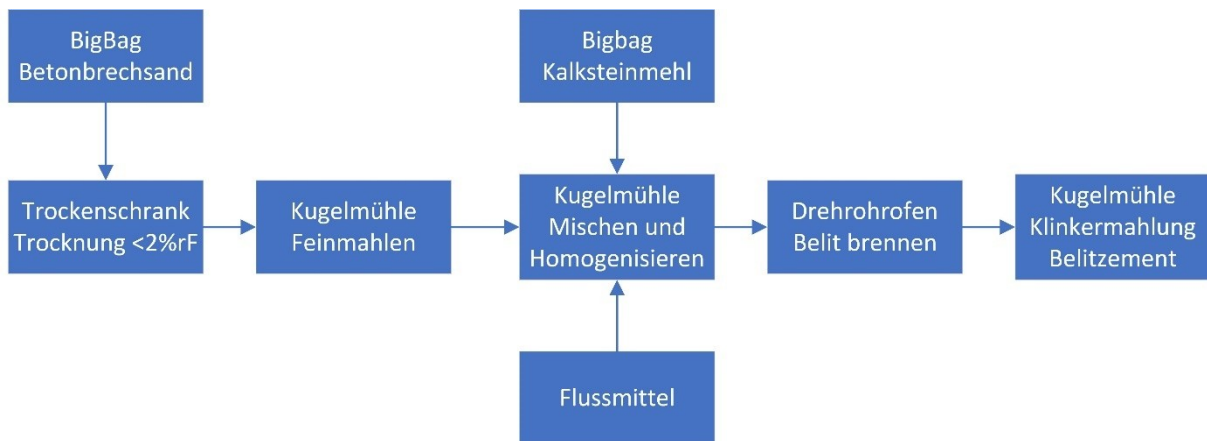 BigBag
Betonbrechsand
Bigbag
Kalksteinmehl
Trockenschrank
Trocknung <2%rF
Kugelmühle
Feinmahlen
Kugelmühle
Mischen und
Homogenisieren
Drehrohrofen
Belit brennen
Kugelmühle
Klinkermahlung
Belitzement
Flussmittel